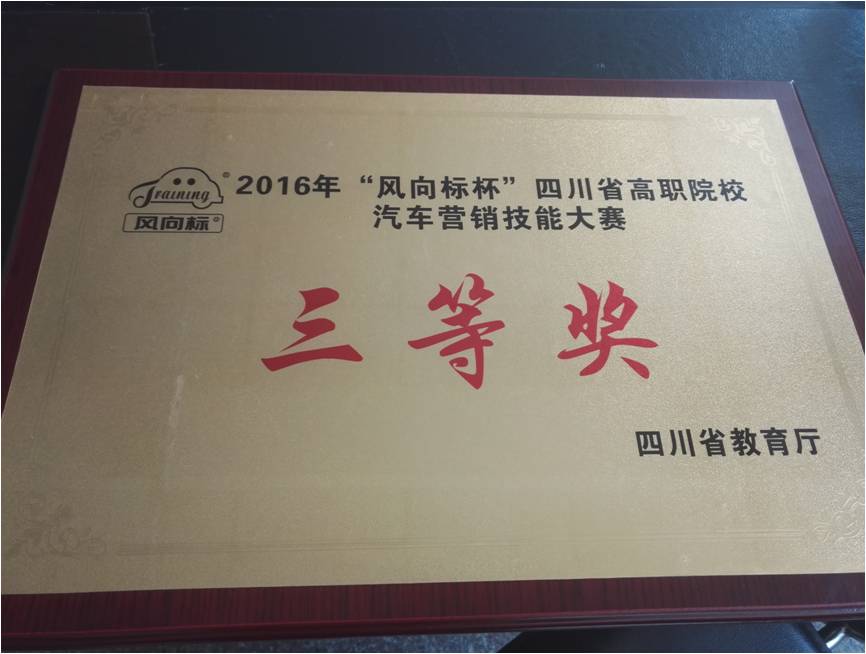 Training®
风向标®
2016年“风向标杯”四川省高职院校
汽车营销技能大赛
三等奖
四川省教育厅